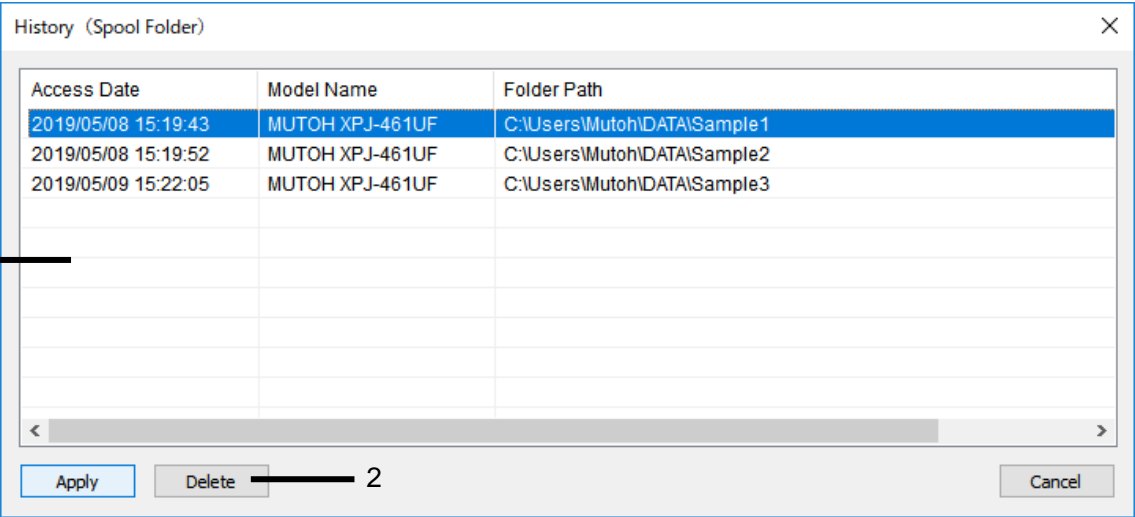 History（Spool Folder）
Access Date Model Name Folder Path
2019/05/08 15:19:43 MUTOH XPJ-461UF C:\Users\Mutoh\DATA\Sample1
2019/05/08 15:19:52 MUTOH XPJ-461UF C:\Users\Mutoh\DATA\Sample2
2019/05/09 15:22:05 MUTOH XPJ-461UF C:\Users\Mutoh\DATA\Sample3
Apply Delete 2 Cancel